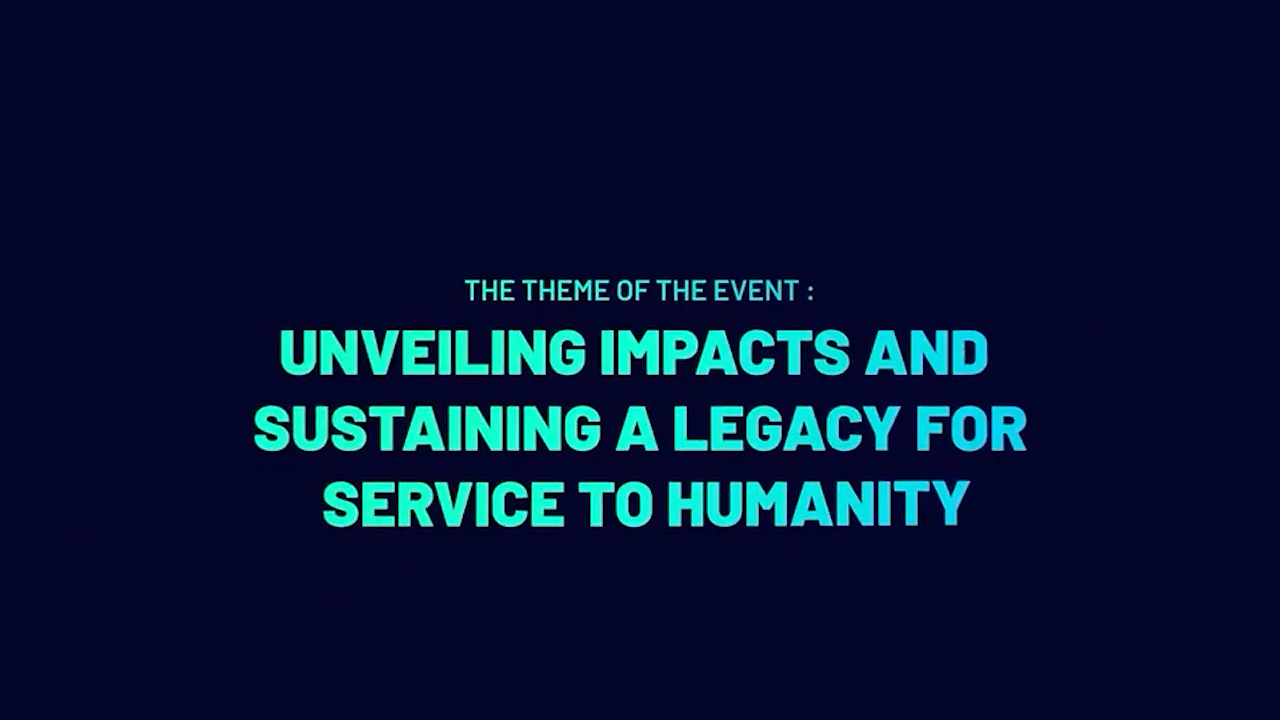 THE THEME OF THE EVENT :
UNVEILING IMPACTS AND
SUSTAINING A LEGACY FOR
SERVICE TO HUMANITY